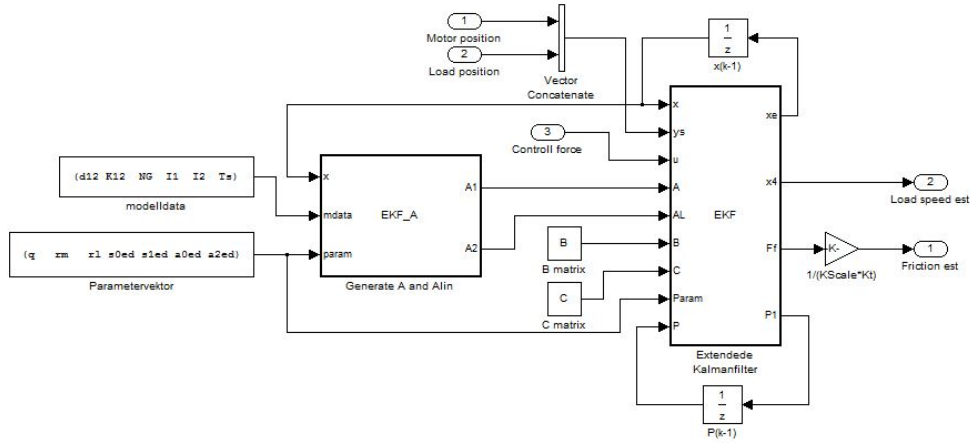 1
Motor position
2
Load position
Vector
Concatenate
1
z
x(k-1)
3
Controll force
(d12 K12 NG I1 I2 Ts)
modelldata
(q rm rl s0ed s1ed a0ed a2ed)
Parametervektor
x
mdata
param
EKF_A
A1
A2
Generate A and Alin
B
B matrix
C
C matrix
x
ys
u
A
AL
B
C
Param
P
EKF
xe
x4
Ff
P1
Extendede
Kalmanfilter
2
Load speed est
-K-
1/(KScale*Kt)
1
Friction est
1
z
P(k-1)